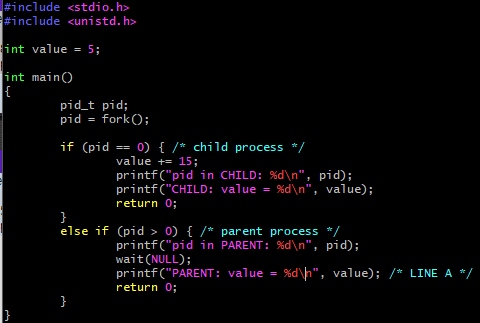 #include <stdio.h>
#include <unistd.h>
int value = 5;
int main()
{
pid_t pid;
pid = fork();
if (pid == 0) { /* child process */
value += 15;
printf("pid in CHILD: %d\n", pid);
printf("CHILD: value = %d\n", value);
return 0;
}
else if (pid > 0) { /* parent process */
printf("pid in PARENT: %d\n", pid);
wait(NULL);
printf("PARENT: value = %d\n", value); /* LINE A */
return 0;
}
}